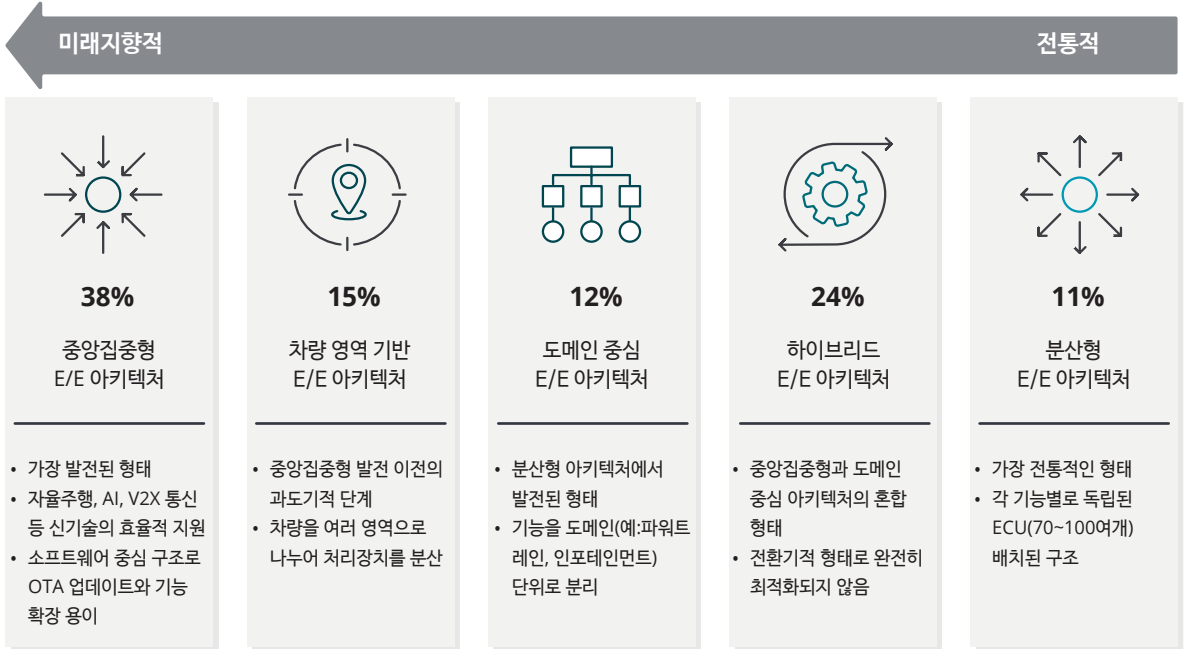 미래지향적
전통적
38%
중앙집중형
E/E 아키텍처
• 가장 발전된 형태
• 자율주행, AI, V2X 통신
등 신기술의 효율적 지원
• 소프트웨어 중심 구조로
OTA 업데이트와 기능
확장 용이
15%
차량 영역 기반
E/E 아키텍처
• 중앙집중형 발전 이전의
과도기적 단계
• 차량을 여러 영역으로
나누어 처리장치를 분산
12%
도메인 중심
E/E 아키텍처
• 분산형 아키텍처에서
발전된 형태
• 기능을 도메인(예:파워트
레인, 인포테인먼트)
단위로 분리
24%
하이브리드
E/E 아키텍처
• 중앙집중형과 도메인
중심 아키텍처의 혼합
형태
• 전환기적 형태로 완전히
최적화되지 않음
11%
분산형
E/E 아키텍처
• 가장 전통적인 형태
• 각 기능별로 독립된
ECU(70~100여개)
배치된 구조